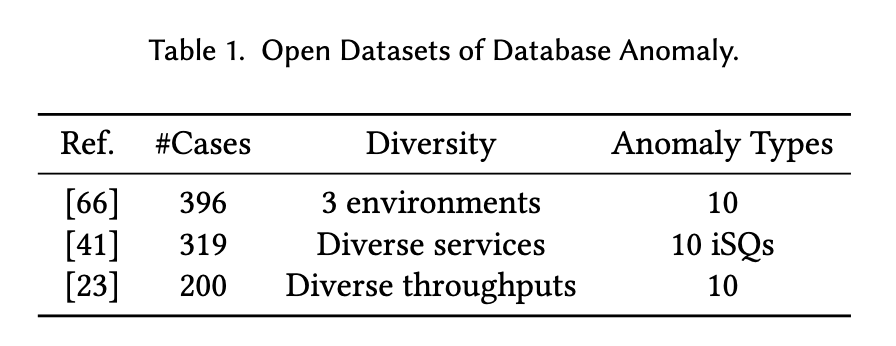 Table 1. Open Datasets of Database Anomaly.
Ref. #Cases Diversity Anomaly Types
[66] 396 3 environments 10
[41] 319 Diverse services 10 iSQs
[23] 200 Diverse throughputs 10